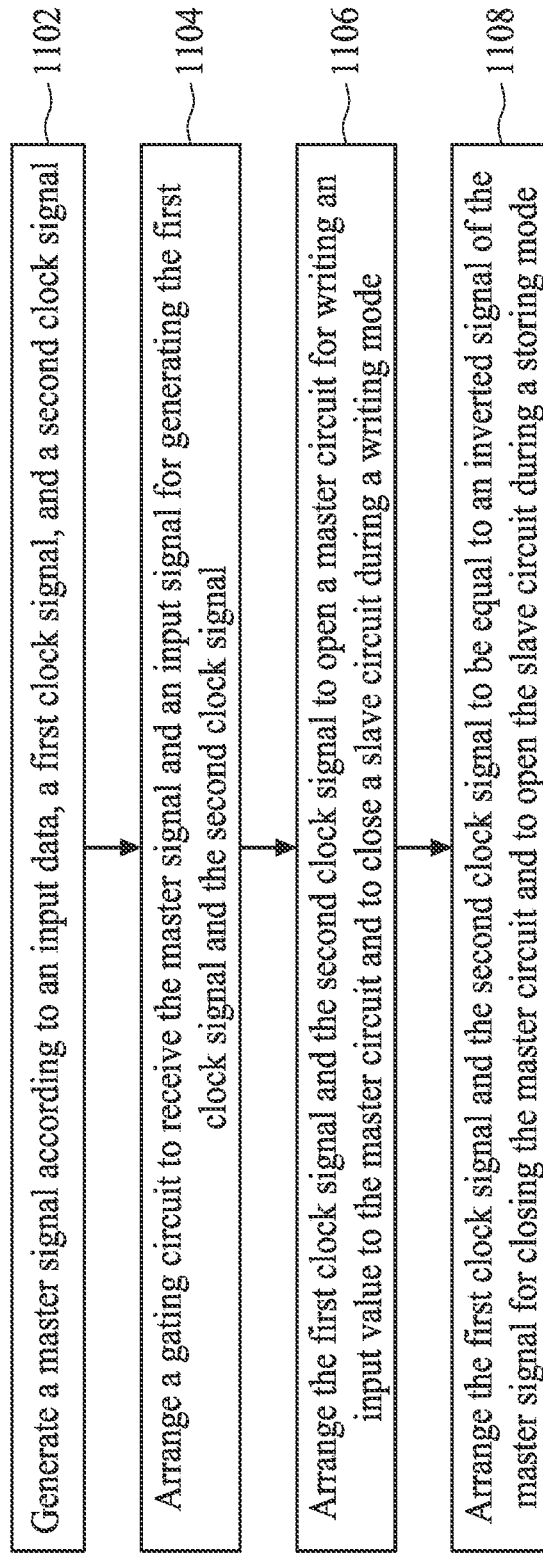 Generate a master signal according to an input data, a first clock signal, and a second clock signal
1102
Arrange a gating circuit to receive the master signal and an input signal for generating the first
clock signal and the second clock signal
1104
Arrange the first clock signal and the second clock signal to open a master circuit for writing an
input value to the master circuit and to close a slave circuit during a writing mode
1106
Arrange the first clock signal and the second clock signal to be equal to an inverted signal of the
master signal for closing the master circuit and to open the slave circuit during a storing mode
1108